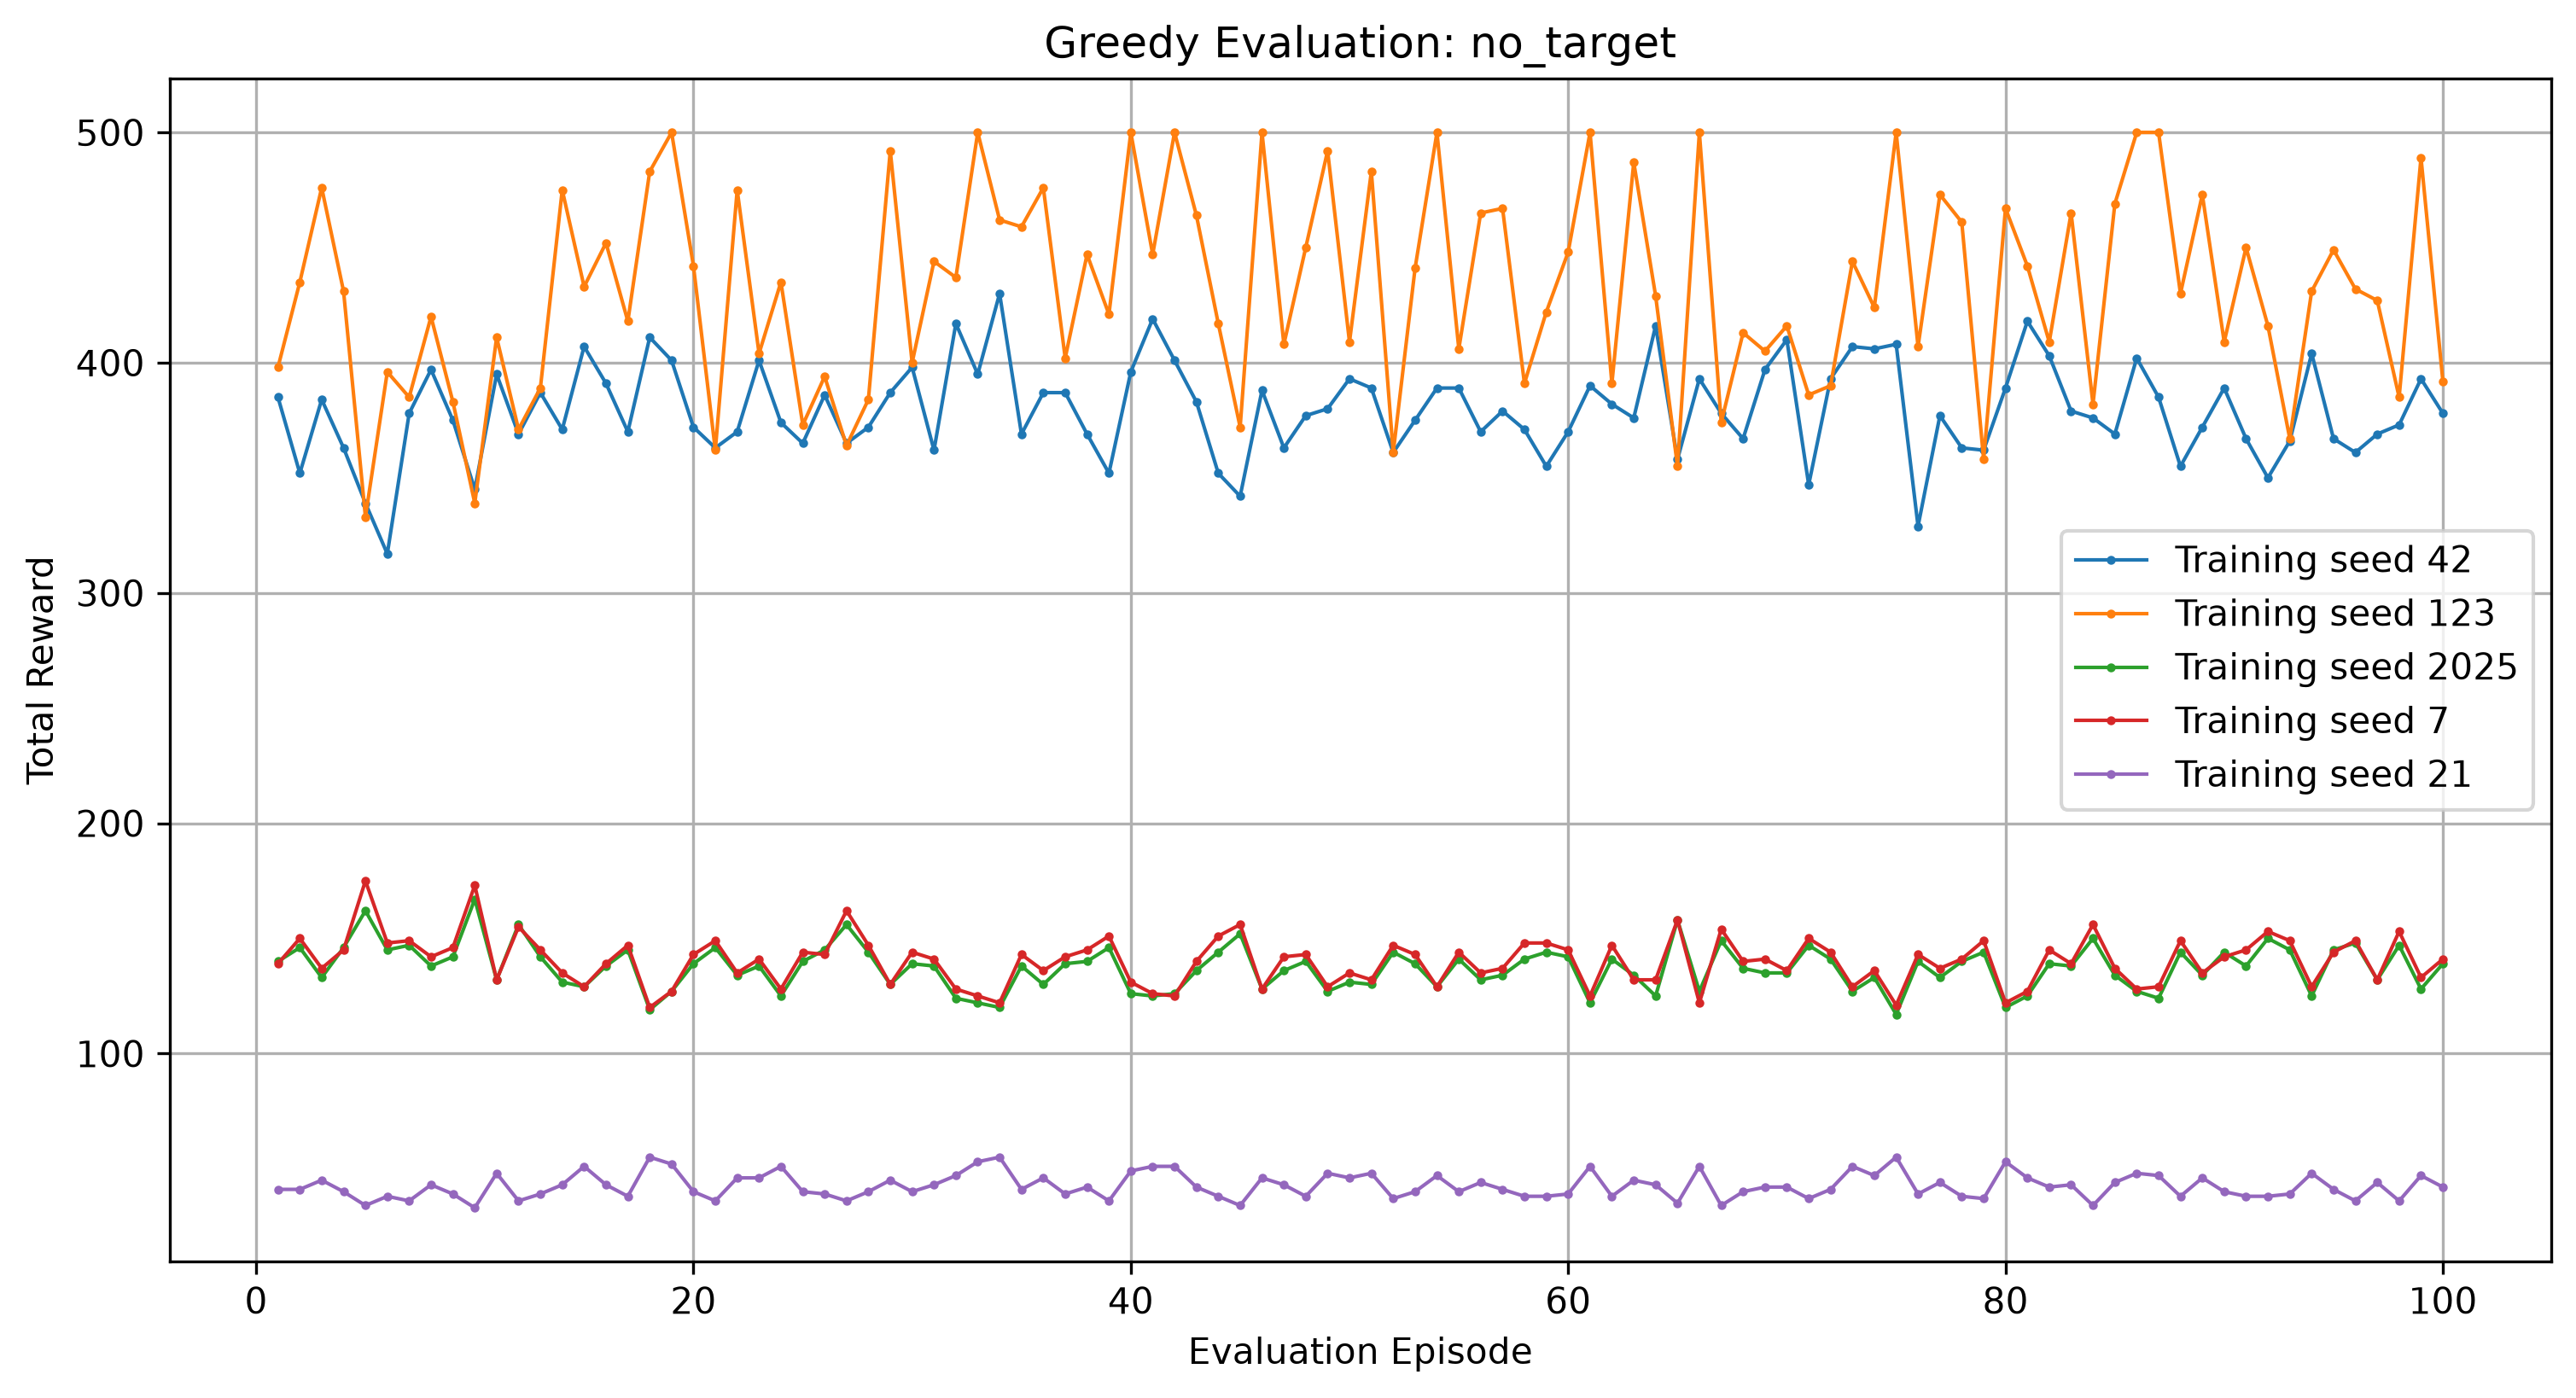 Greedy Evaluation: no_target
Total Reward
500
400
300
200
100
Training seed 42
Training seed 123
Training seed 2025
Training seed 7
Training seed 21
0 20 40 60 80 100
Evaluation Episode